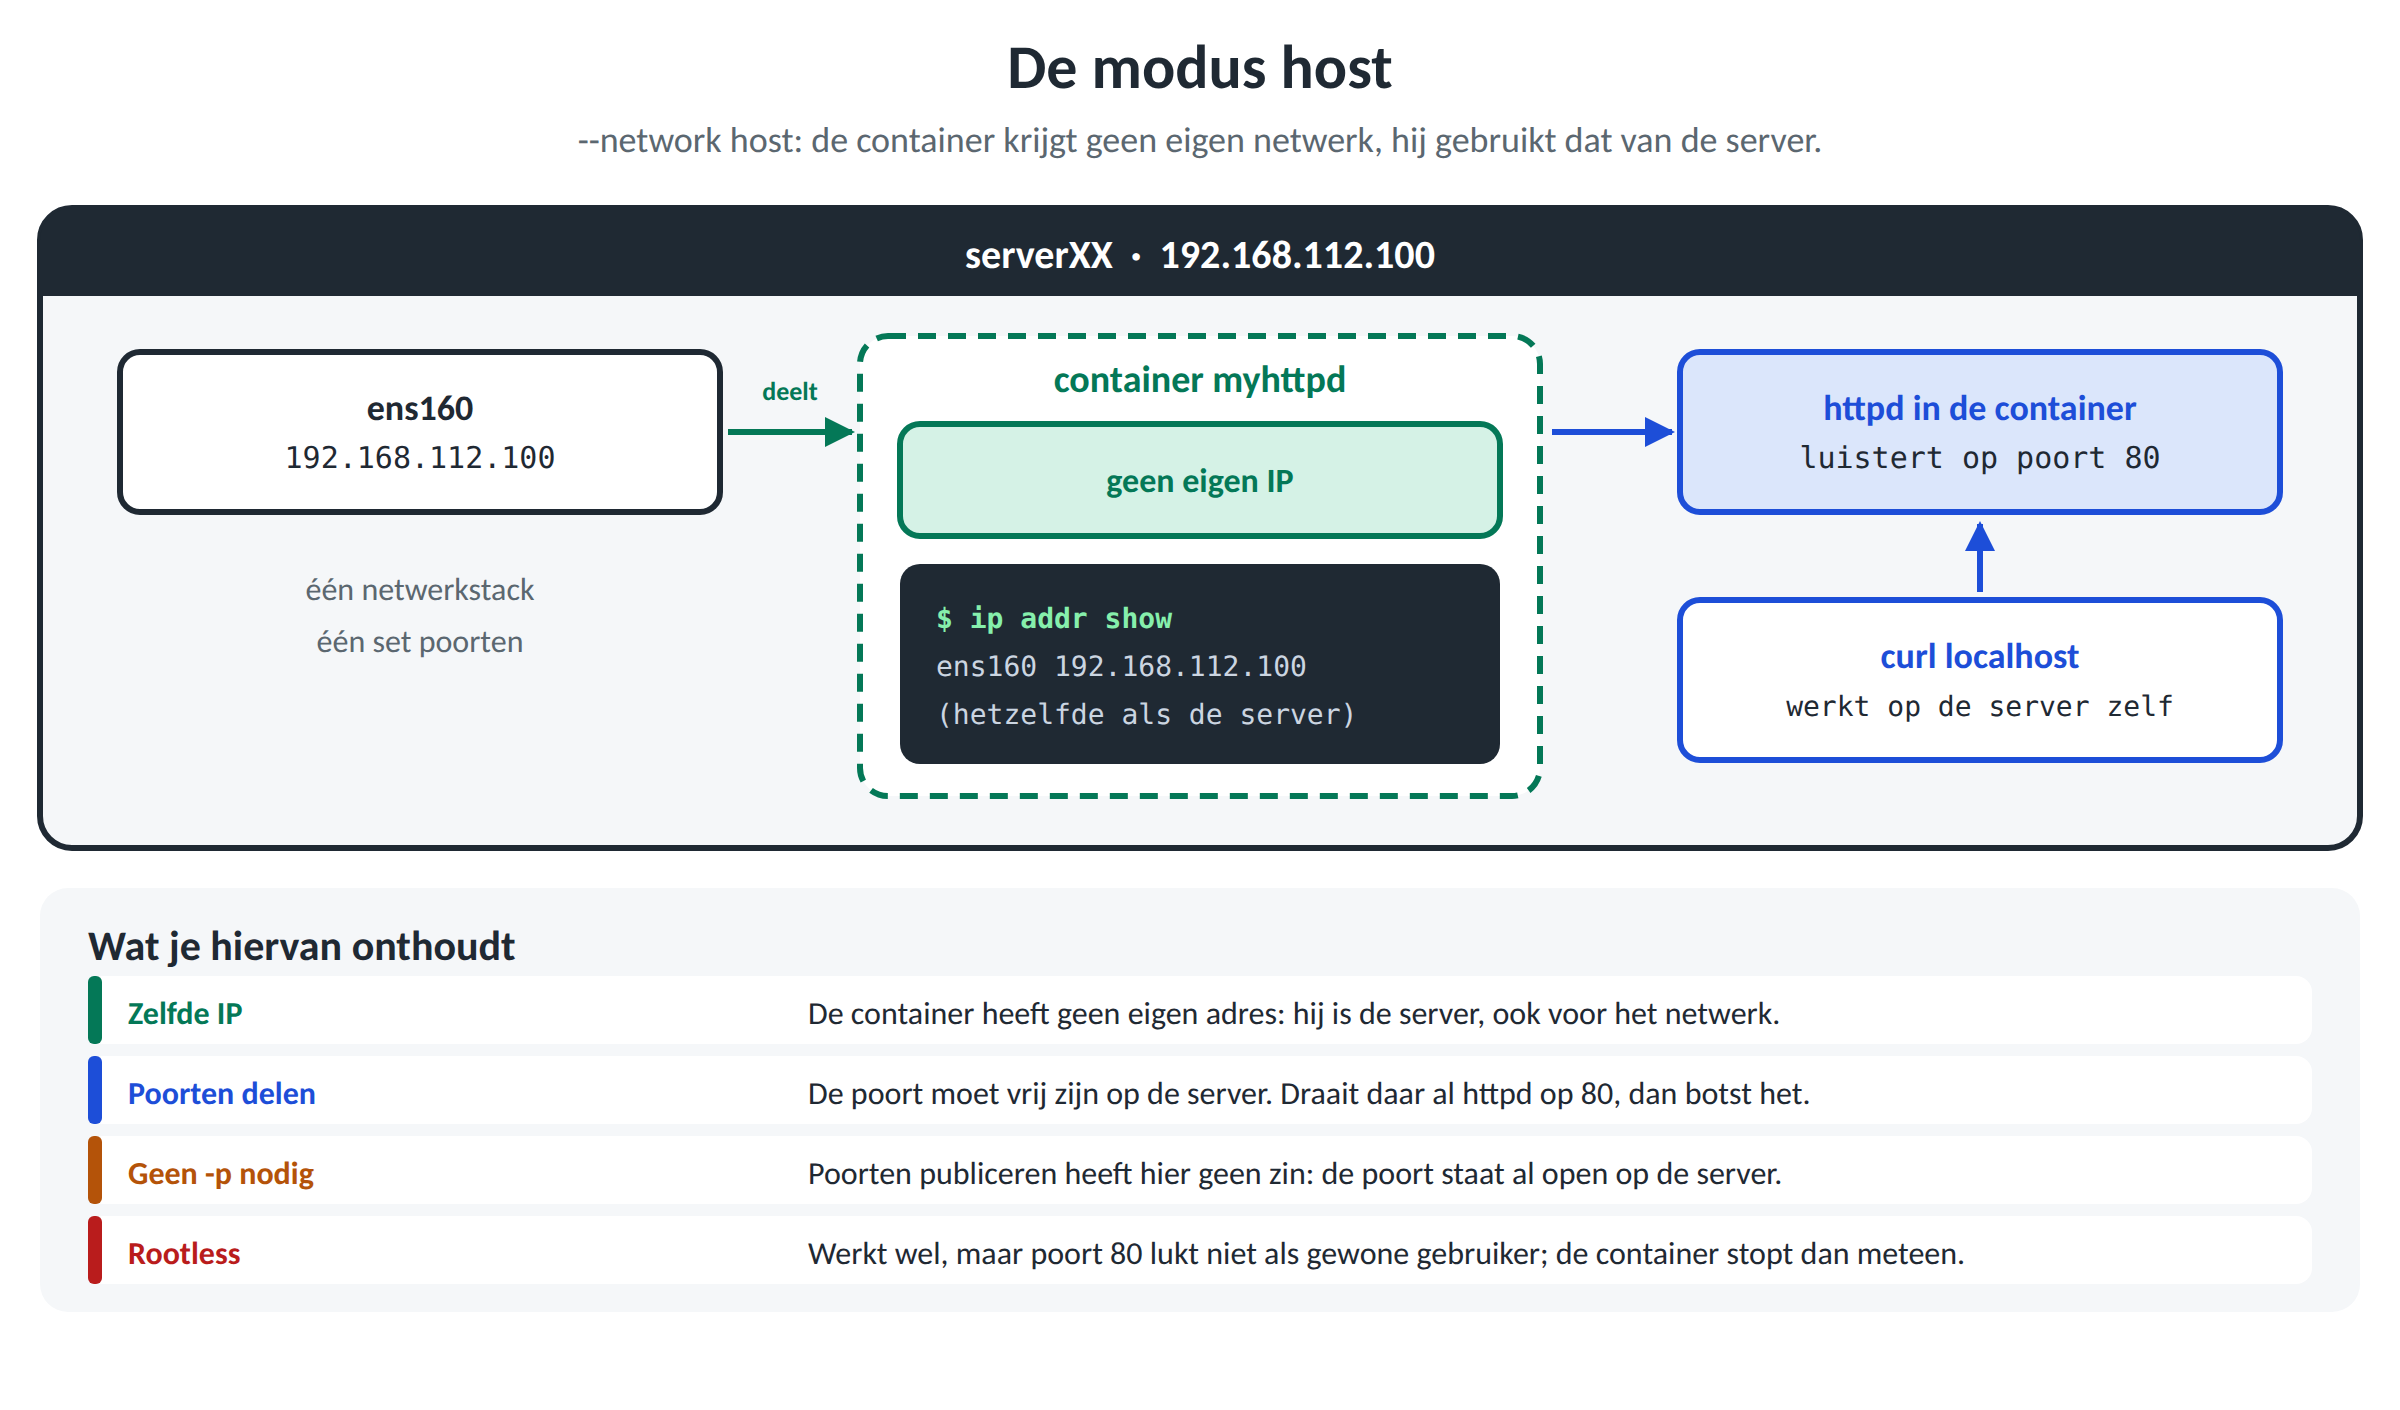 De modus host
--network host: de container krijgt geen eigen netwerk, hij gebruikt dat van de server.
serverXX · 192.168.112.100
ens160
192.168.112.100
één netwerkstack
één set poorten
deelt
container myhttpd
geen eigen IP
$ ip addr show
ens160 192.168.112.100
(hetzelfde als de server)
httpd in de container
luistert op poort 80
curl localhost
werkt op de server zelf
Wat je hiervan onthoudt
Zelfde IP De container heeft geen eigen adres: hij is de server, ook voor het netwerk.
Poorten delen De poort moet vrij zijn op de server. Draait daar al httpd op 80, dan botst het.
Geen -p nodig Poorten publiceren heeft hier geen zin: de poort staat al open op de server.
Rootless Werkt wel, maar poort 80 lukt niet als gewone gebruiker; de container stopt dan meteen.